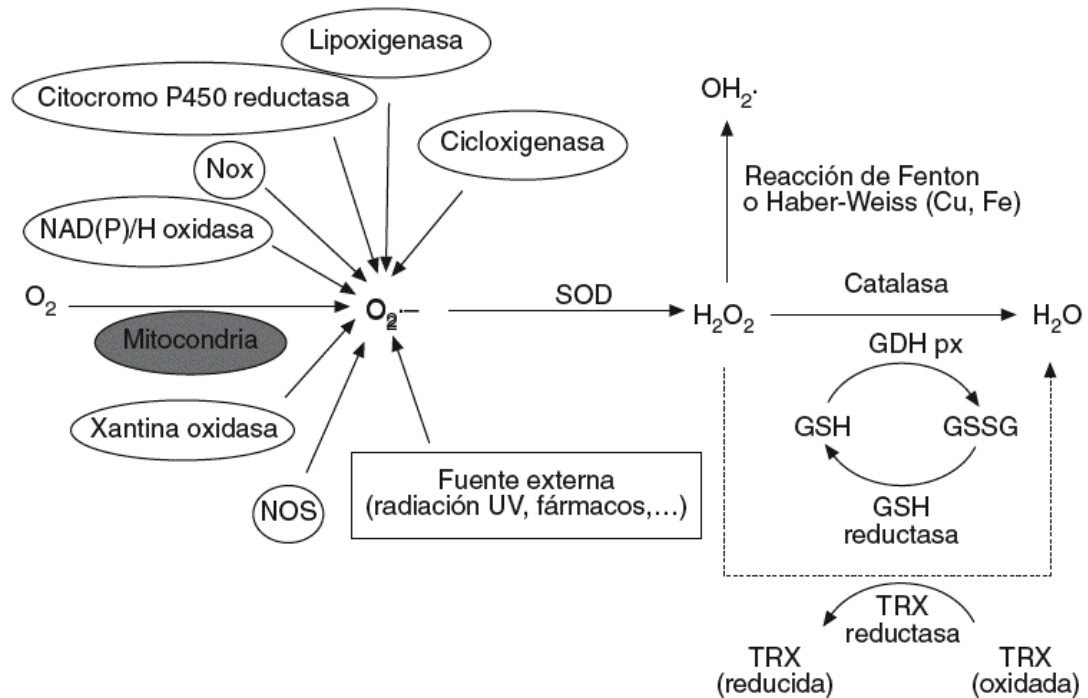 Lipoxigenasa
Citocromo P450 reductasa
Cicloxigenasa
Nox
NAD(P)/H oxidasa
O₂
Mitocondria
Xantina oxidasa
NOS
Fuente externa
(radiación UV, fármacos,…)
O₂·–
SOD
H₂O₂
OH₂·
Reacción de Fenton
o Haber-Weiss (Cu, Fe)
Catalasa
H₂O
GDH px
GSH
GSSG
GSH
reductasa
TRX
reductasa
TRX
(reducida)
TRX
(oxidada)